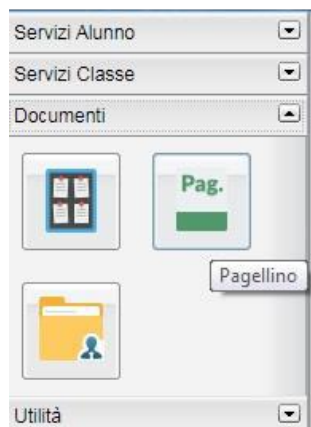 Servizi Alunno
Servizi Classe
Documenti
Pag.
Pagellino
Utilità